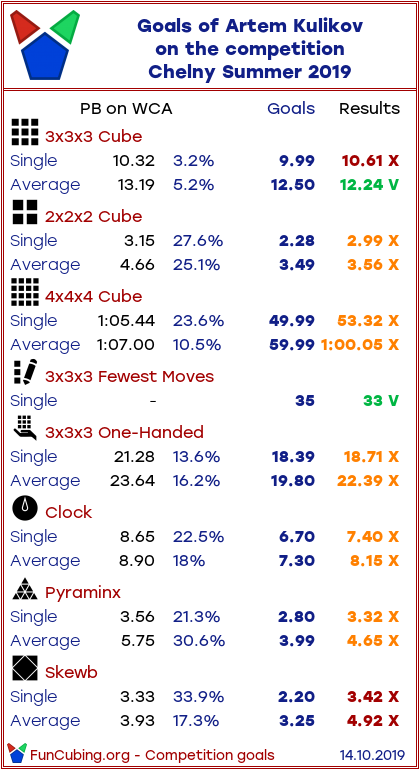 Goals of Artem Kulikov
on the competition
Chelny Summer 2019
PB on WCA Goals Results
3x3x3 Cube
Single 10.32 3.2% 9.99 10.61 X
Average 13.19 5.2% 12.50 12.24 V
2x2x2 Cube
Single 3.15 27.6% 2.28 2.99 X
Average 4.66 25.1% 3.49 3.56 X
4x4x4 Cube
Single 1:05.44 23.6% 49.99 53.32 X
Average 1:07.00 10.5% 59.99 1:00.05 X
3x3x3 Fewest Moves
Single - 35 33 V
3x3x3 One-Handed
Single 21.28 13.6% 18.39 18.71 X
Average 23.64 16.2% 19.80 22.39 X
Clock
Single 8.65 22.5% 6.70 7.40 X
Average 8.90 18% 7.30 8.15 X
Pyraminx
Single 3.56 21.3% 2.80 3.32 X
Average 5.75 30.6% 3.99 4.65 X
Skewb
Single 3.33 33.9% 2.20 3.42 X
Average 3.93 17.3% 3.25 4.92 X
FunCubing.org - Competition goals 14.10.2019